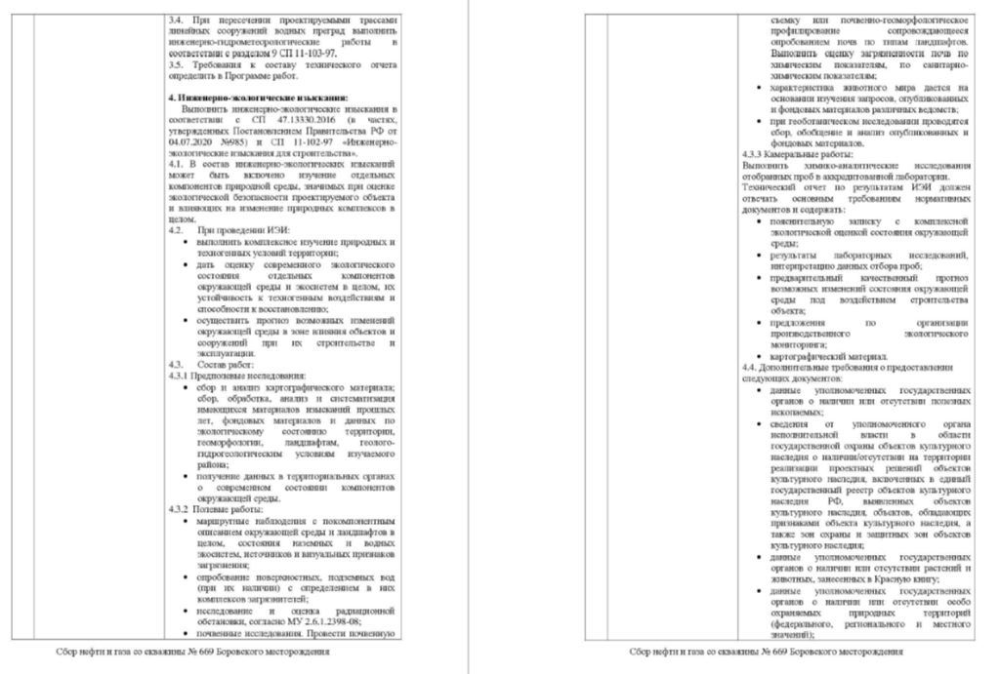 3.4. При пересечении проектируемыми трассами
линейных сооружений водных преград выполнить
инженерно-гидрометеорологические работы в
соответствии с разделом 9 СП 11-103-97.
3.5. Требования к составу технического отчета
определить в Программе работ.
4. Инженерно-экологические изыскания:
Выполнить инженерно-экологические изыскания в
соответствии с СП 47.13330.2016 (в частях,
утвержденных Постановлением Правительства РФ от
04.07.2020 №985) и СП 11-102-97 «Инженерно-
экологические изыскания для строительства».
4.1. В состав инженерно-экологических изысканий
может быть включено изучение отдельных
компонентов природной среды, значимых при оценке
экологической безопасности проектируемого объекта
и влияющих на изменение природных комплексов в
целом.
4.2. При проведении ИЭИ:
• выполнить комплексное изучение природных и
техногенных условий территории;
• дать оценку современного экологического
состояния отдельных компонентов
окружающей среды и экосистем в целом, их
устойчивость к техногенным воздействиям и
способности к восстановлению;
• осуществить прогноз возможных изменений
окружающей среды в зоне влияния объектов и
сооружений при их строительстве и
эксплуатации.
4.3. Состав работ:
4.3.1 Предполевые исследования:
• сбор и анализ картографического материала;
сбор, обработка, анализ и систематизация
имеющихся материалов изысканий прошлых
лет, фондовых материалов и данных по
экологическому состоянию территории,
геоморфологии, ландшафтам, геолого-
гидрогеологическим условиям изучаемого
района;
• получение данных в территориальных органах
о современном состоянии компонентов
окружающей среды.
4.3.2 Полевые работы:
• маршрутные наблюдения с покомпонентным
описанием окружающей среды и ландшафтов в
целом, состояния наземных и водных
экосистем, источников и визуальных признаков
загрязнения;
• опробование поверхностных, подземных вод
(при их наличии) с определением в них
комплексов загрязнителей;
• исследование и оценка радиационной
обстановки, согласно МУ 2.6.1.2398-08;
• почвенные исследования. Провести почвенную
Сбор нефти и газа со скважины № 669 Боровского месторождения
съемку или почвенно-геоморфологическое
профилирование сопровождающееся
опробованием почв по типам ландшафтов.
Выполнить оценку загрязненности почв по
химическим показателям, по санитарно-
химическим показателям;
• характеристика животного мира дается на
основании изучения запросов, опубликованных
и фондовых материалов различных ведомств;
• при геоботаническом исследовании проводятся
сбор, обобщение и анализ опубликованных и
фондовых материалов.
4.3.3 Камеральные работы:
Выполнить химико-аналитические исследования
отобранных проб в аккредитованной лаборатории.
Технический отчет по результатам ИЭИ должен
отвечать основным требованиям нормативных
документов и содержать:
• пояснительную записку с комплексной
экологической оценкой состояния окружающей
среды;
• результаты лабораторных исследований,
интерпретацию данных отбора проб;
• предварительный качественный прогноз
возможных изменений состояния окружающей
среды под воздействием строительства
объекта;
• предложения по организации
производственного экологического
мониторинга;
• картографический материал.
4.4. Дополнительные требования о предоставлении
следующих документов:
• данные уполномоченных государственных
органов о наличии или отсутствии полезных
ископаемых;
• сведения от уполномоченного органа
исполнительной власти в области
государственной охраны объектов культурного
наследия о наличии/отсутствии на территории
реализации проектных решений объектов
культурного наследия, включенных в единый
государственный реестр объектов культурного
наследия РФ, выявленных объектов
культурного наследия, объектов, обладающих
признаками объекта культурного наследия, а
также зон охраны и защитных зон объектов
культурного наследия;
• данные уполномоченных государственных
органов о наличии или отсутствии растений и
животных, занесенных в Красную книгу;
• данные уполномоченных государственных
органов о наличии или отсутствии особо
охраняемых природных территорий
(федерального, регионального и местного
значений);
Сбор нефти и газа со скважины № 669 Боровского месторождения